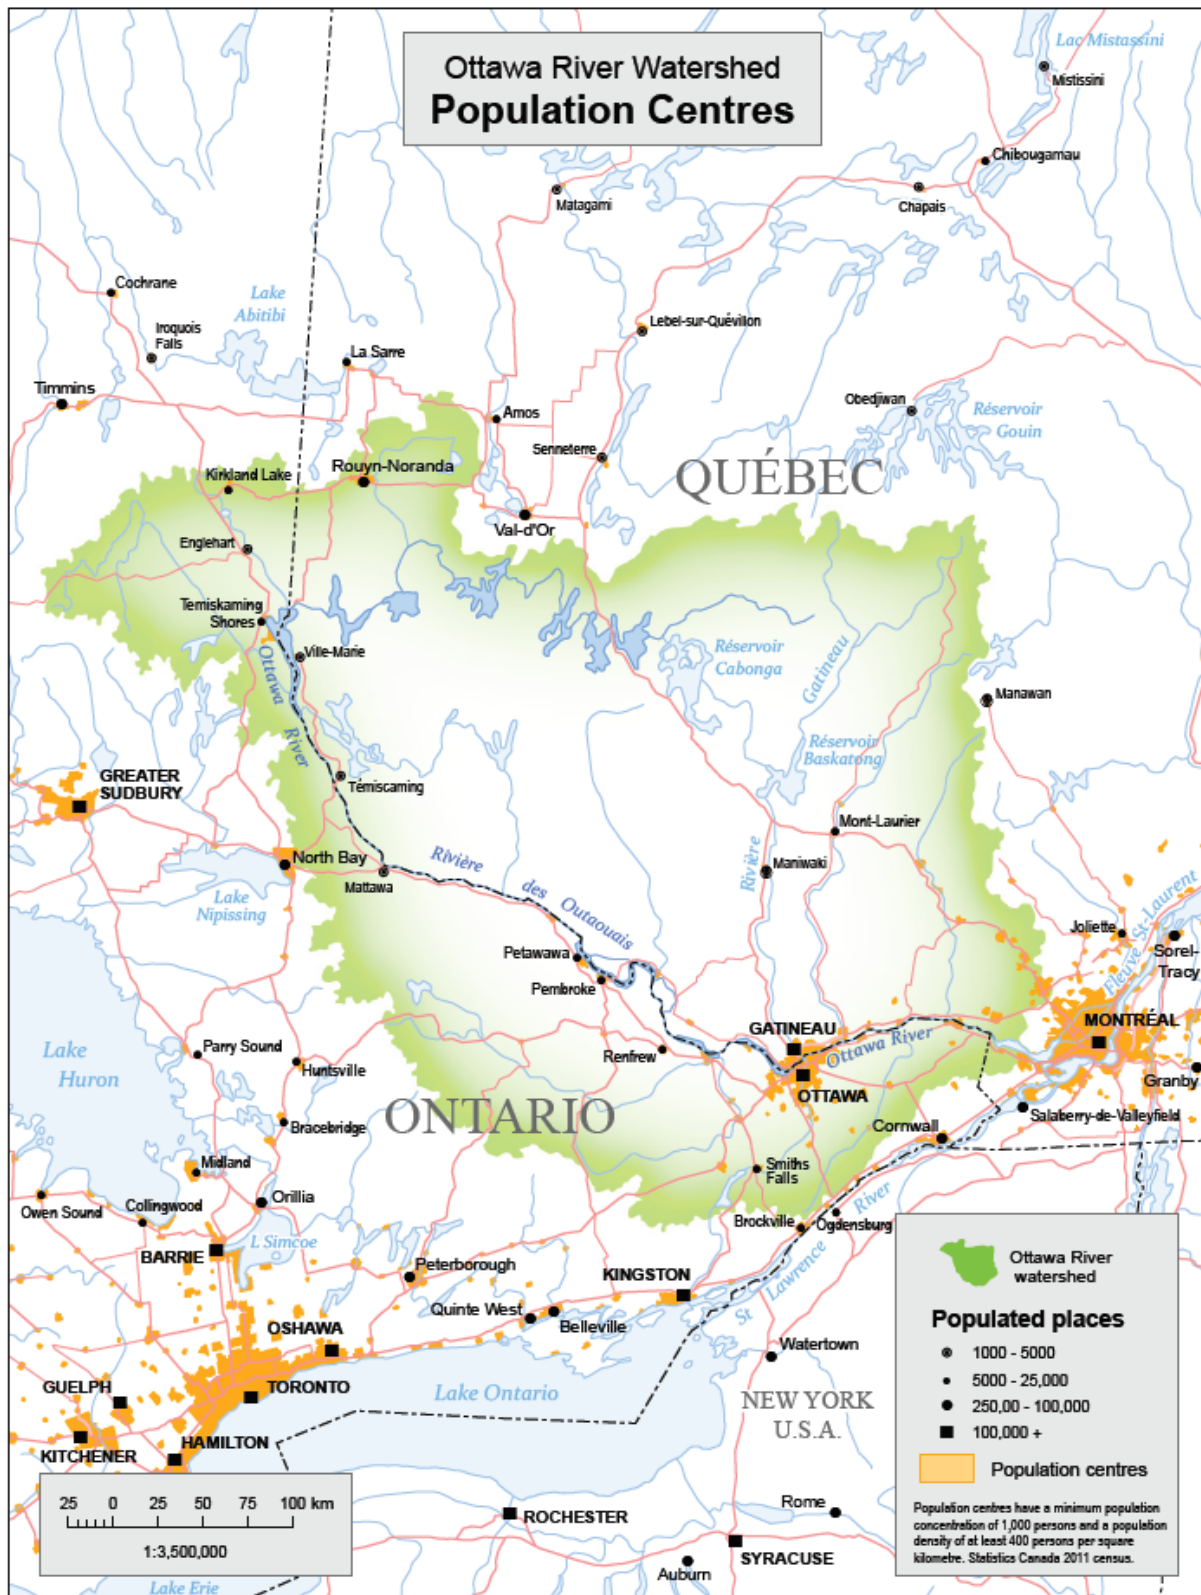 Ottawa River Watershed
Population Centres
Lac Mistassini
Mistissini
Chibougamau
Chapais
Matagami
Cochrane
Lake
Abitibi
Iroquois
Falls
Lebel-sur-Quévillon
La Sarre
Timmins
Amos
Obedjiwan
Réservoir
Gouin
Senneterre
QUÉBEC
Kirkland Lake
Rouyn-Noranda
Val-d'Or
Englehart
Temiskaming
Shores
Ville-Marie
Ottawa
River
Réservoir
Cabonga
Gatineau
Manawan
Réservoir
Baskatong
GREATER
SUDBURY
Témiscaming
Mont-Laurier
North Bay
Mattawa
Rivière
des Outaouais
Rivière
Maniwaki
Lake
Nipissing
Joliette
Fleuve St-Laurent
Sorel-
Tracy
Petawawa
Pembroke
GATINEAU
Ottawa River
MONTRÉAL
Lake
Huron
Parry Sound
Huntsville
Renfrew
OTTAWA
Granby
ONTARIO
Bracebridge
Salaberry-de-Valleyfield
Cornwall
Midland
Smiths
Falls
Owen Sound
Collingwood
Orillia
Brockville
Ogdensburg
BARRIE
L Simcoe
Peterborough
KINGSTON
St Lawrence River
Quinte West
Belleville
OSHAWA
Watertown
GUELPH
TORONTO
Lake Ontario
NEW YORK
U.S.A.
KITCHENER
HAMILTON
ROCHESTER
Rome
SYRACUSE
Auburn
Lake Erie
25 0 25 50 75 100 km
1:3,500,000
Ottawa River
watershed
Populated places
1000 - 5000
5000 - 25,000
250,00 - 100,000
100,000 +
Population centres
Population centres have a minimum population
concentration of 1,000 persons and a population
density of at least 400 persons per square
kilometre. Statistics Canada 2011 census.